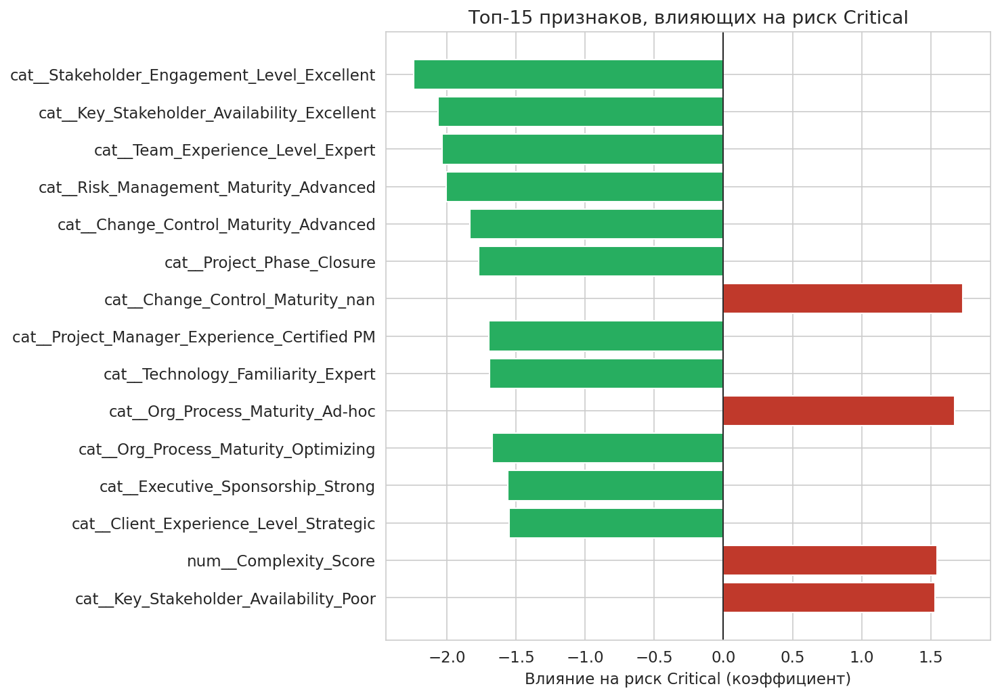 Топ-15 признаков, влияющих на риск Critical
cat__Stakeholder_Engagement_Level_Excellent
cat__Key_Stakeholder_Availability_Excellent
cat__Team_Experience_Level_Expert
cat__Risk_Management_Maturity_Advanced
cat__Change_Control_Maturity_Advanced
cat__Project_Phase_Closure
cat__Change_Control_Maturity_nan
cat__Project_Manager_Experience_Certified PM
cat__Technology_Familiarity_Expert
cat__Org_Process_Maturity_Ad-hoc
cat__Org_Process_Maturity_Optimizing
cat__Executive_Sponsorship_Strong
cat__Client_Experience_Level_Strategic
num__Complexity_Score
cat__Key_Stakeholder_Availability_Poor
−2.0 −1.5 −1.0 −0.5 0.0 0.5 1.0 1.5
Влияние на риск Critical (коэффициент)